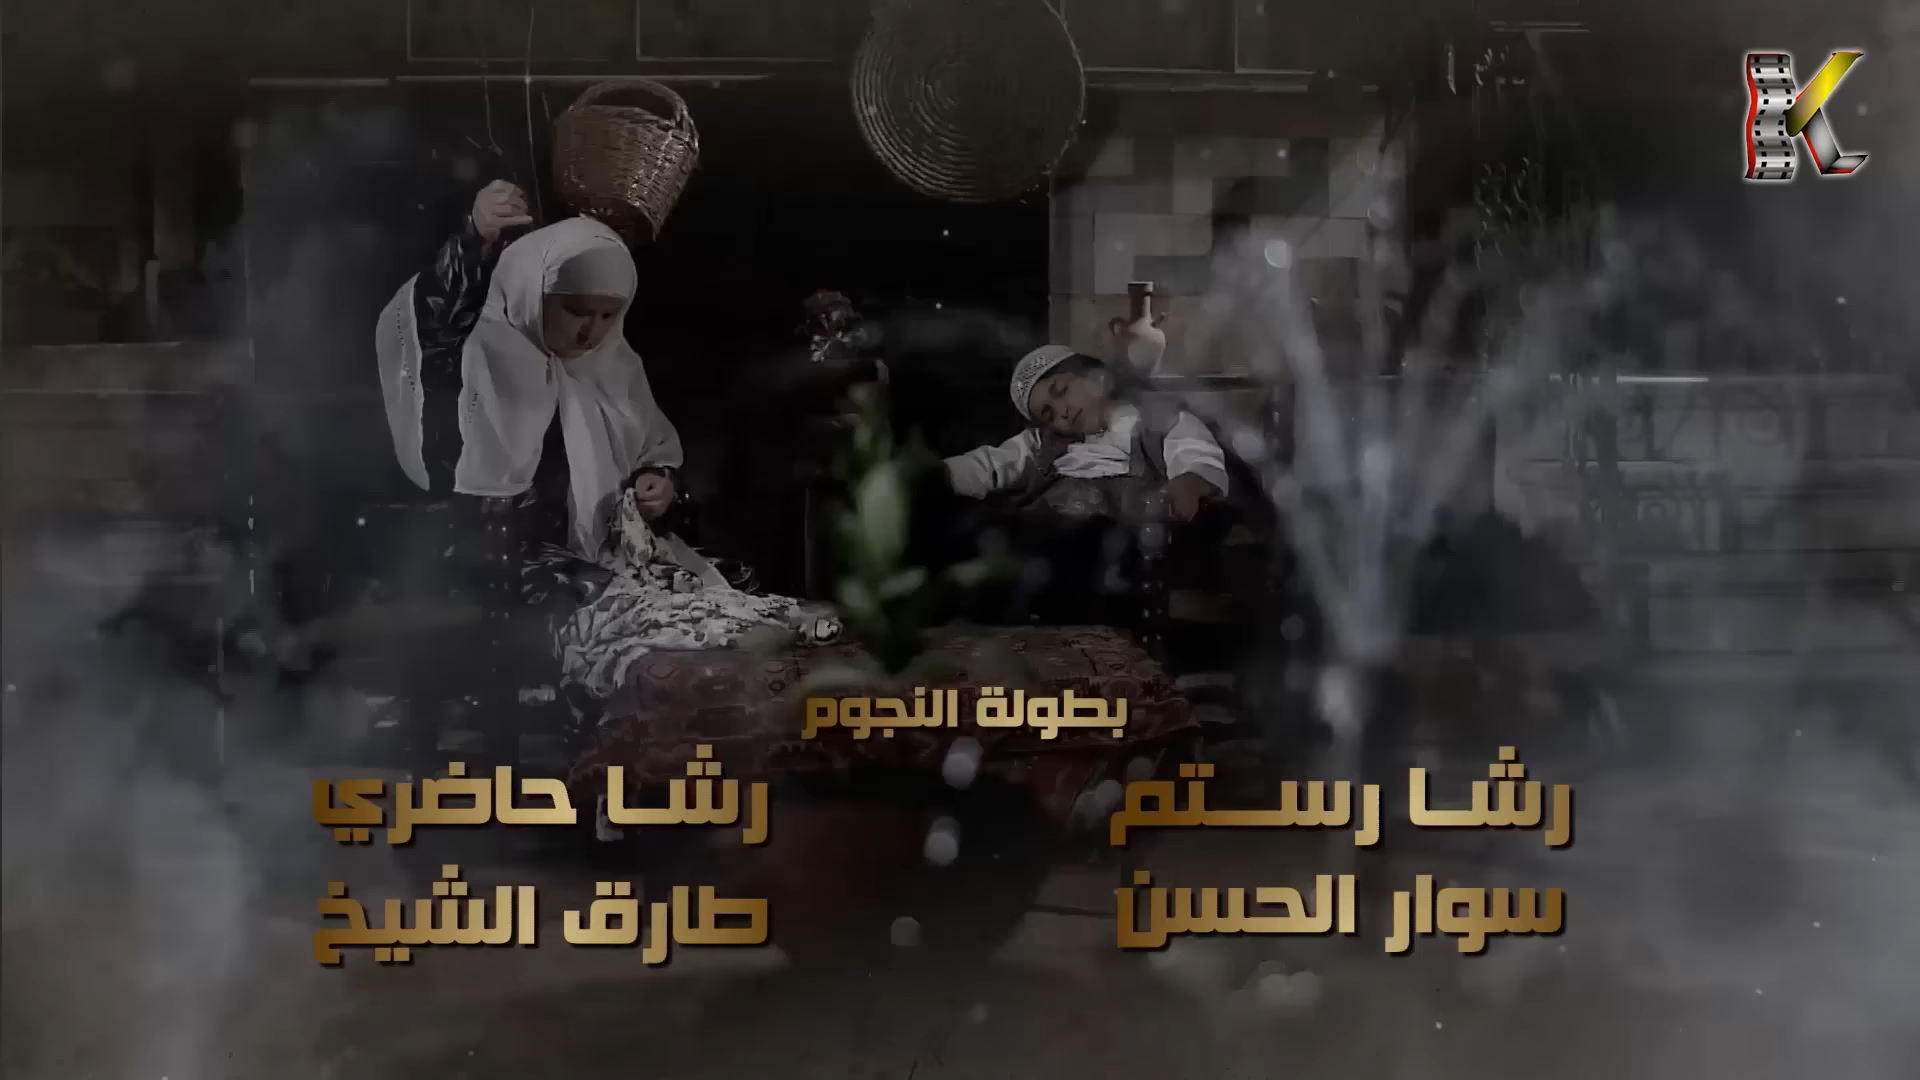 بطولة النجوم
رشا رستم
رشا حاضري
سوار الحسن
طارق الشيخ
K